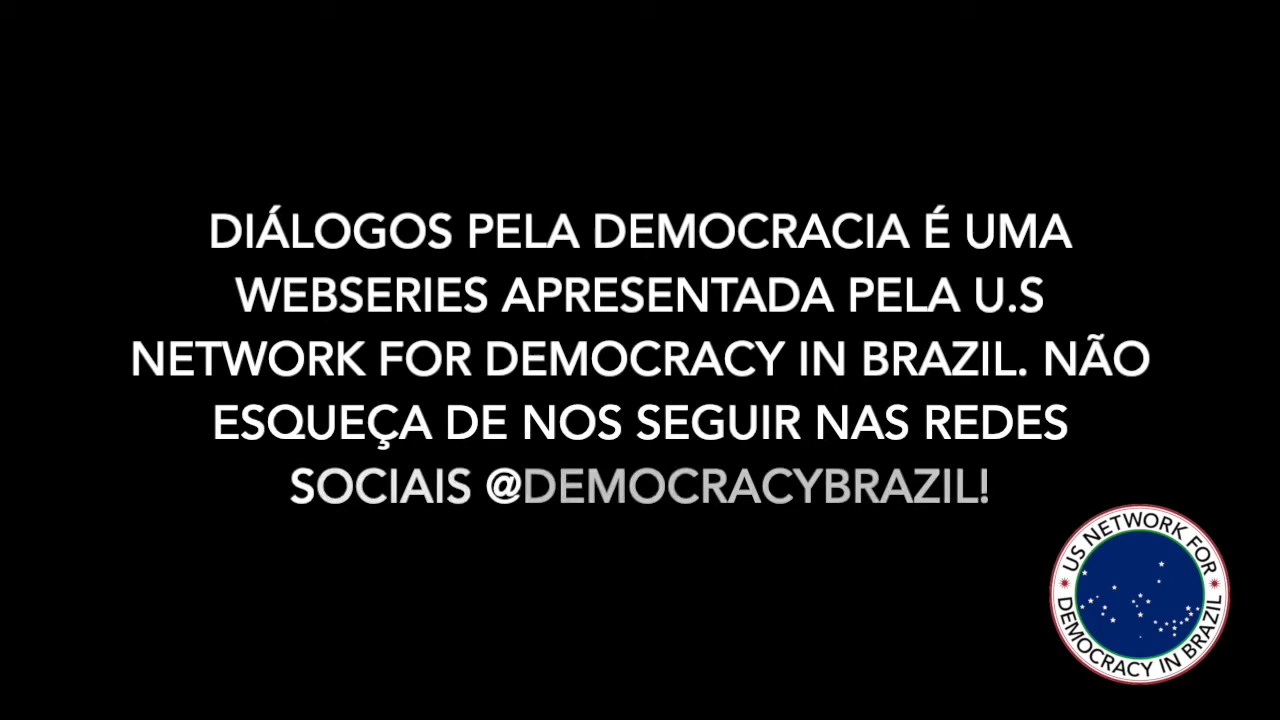 DIÁLOGOS PELA DEMOCRACIA É UMA
WEBSERIES APRESENTADA PELA U.S
NETWORK FOR DEMOCRACY IN BRAZIL. NÃO
ESQUEÇA DE NOS SEGUIR NAS REDES
SOCIAIS @DEMOCRACYBRAZIL!
US NETWORK FOR
DEMOCRACY IN BRAZIL